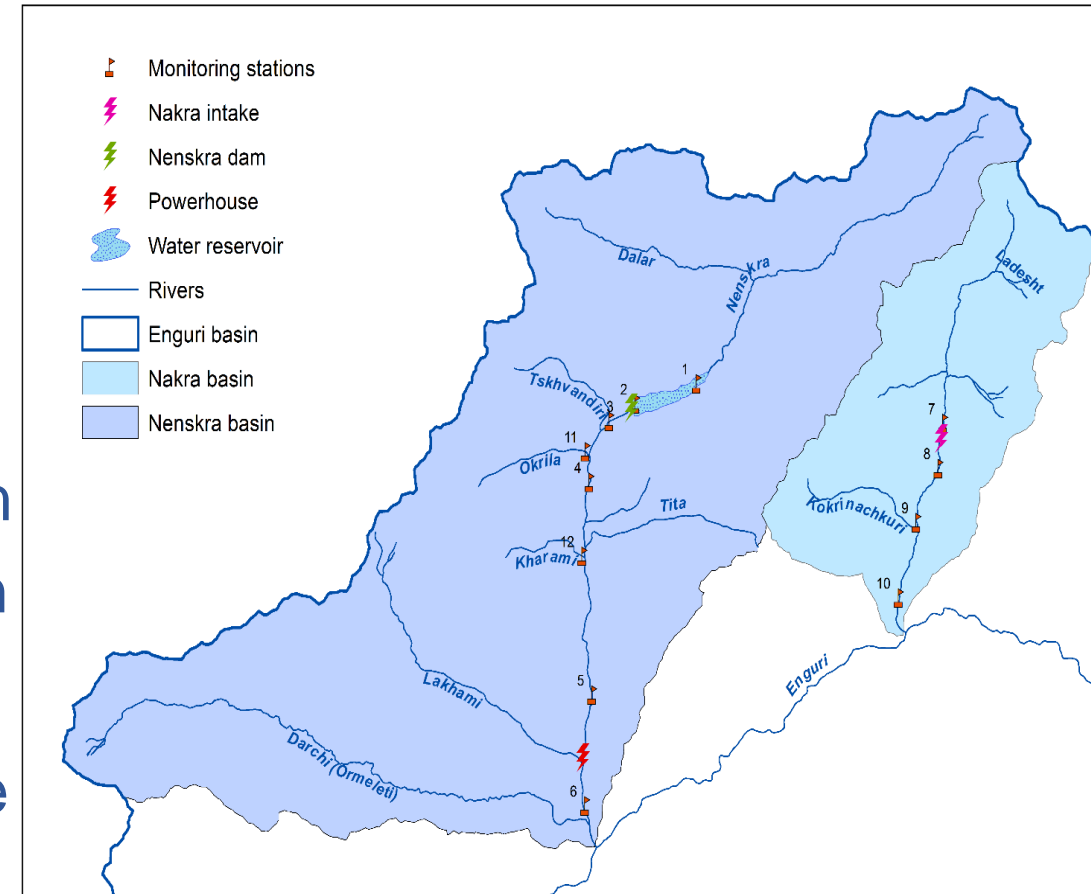 Monitoring stations
Nakra intake
Nenskra dam
Powerhouse
Water reservoir
Rivers
Enguri basin
Nakra basin
Nenskra basin
Dalar
Nenskra
Ladesht
Tskhvandiri
1
2
3
7
11
Okrila
4
8
Tita
Kokrinachkuri
9
12
Kharami
10
5
Enguri
Lakhami
Darchi (Ormeleti)
6
n
e